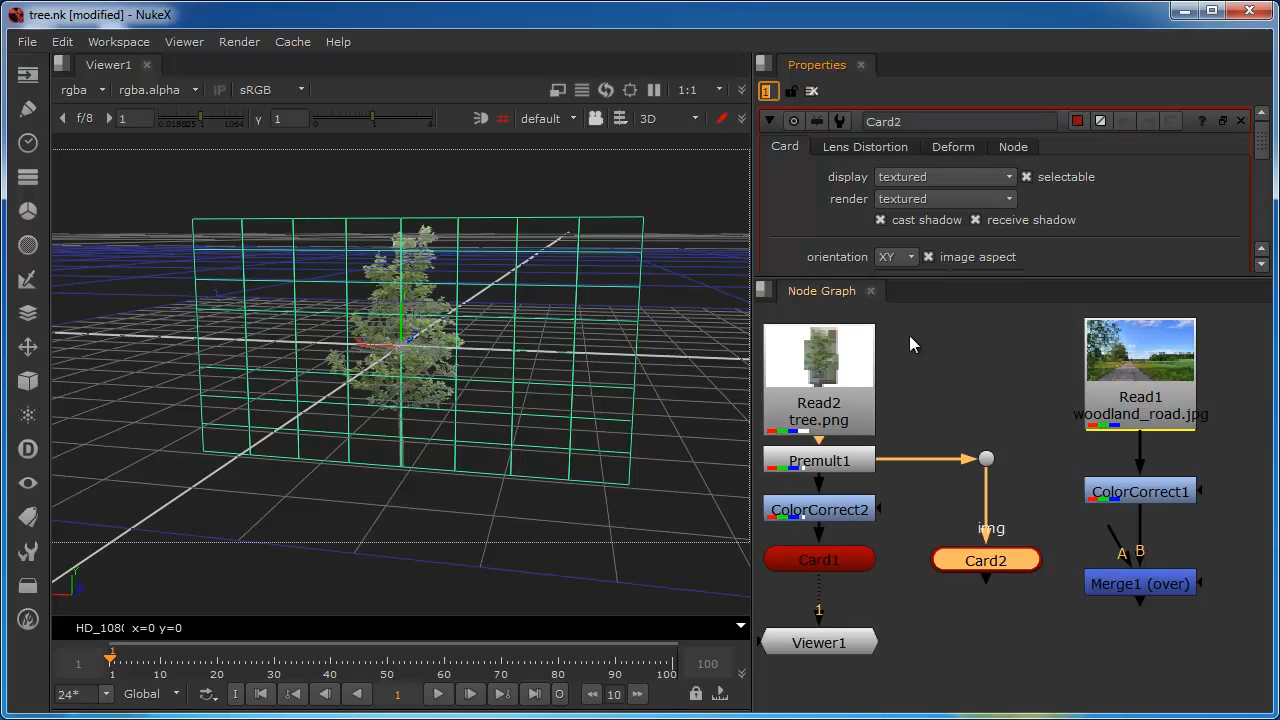 tree.nk [modified] - NukeX
File Edit Workspace Viewer Render Cache Help
Viewer1
rgba rgba.alpha IP sRGB 1:1
f/8 1 γ 1 default 3D
HD_108( x=0 y=0
1
1 100
1 10 20 30 40 50 60 70 80 90 100
24* Global I 1 O 10
Properties
1
Card2
Card Lens Distortion Deform Node
display textured selectable
render textured
cast shadow receive shadow
orientation XY image aspect
Node Graph
Read2
tree.png
Premult1
ColorCorrect2
Card1
1
Viewer1
img
Card2
Read1
woodland_road.jpg
ColorCorrect1
A B
Merge1 (over)